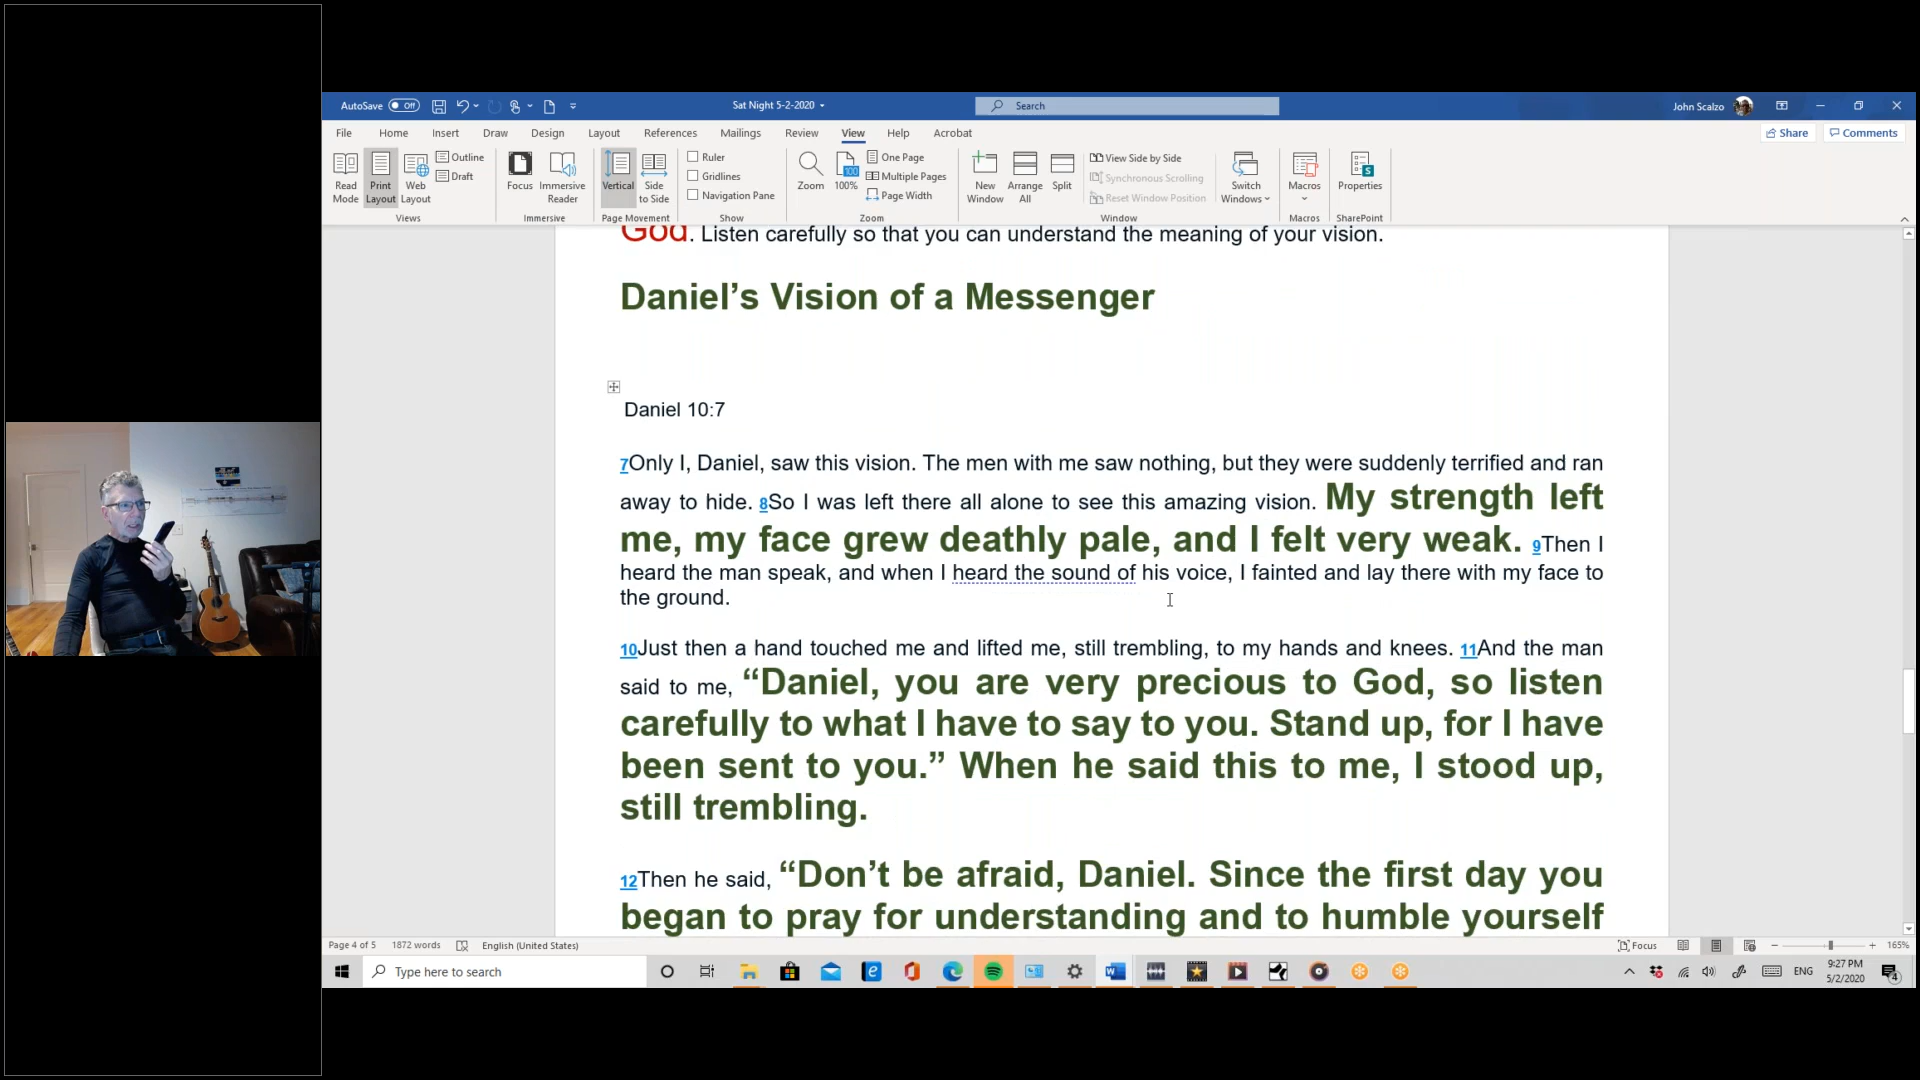 AutoSave Off
Sat Night 5-2-2020
Search
John Scalzo
File Home Insert Draw Design Layout References Mailings Review View Help Acrobat
Share Comments
Read Mode
Print Layout
Web Layout
Outline
Draft
Views
Focus
Immersive Reader
Immersive
Vertical
Side to Side
Page Movement
Ruler
Gridlines
Navigation Pane
Show
Zoom
100
100%
One Page
Multiple Pages
Page Width
Zoom
New Window
Arrange All
Split
View Side by Side
Synchronous Scrolling
Reset Window Position
Window
Switch Windows
Macros
Macros
Properties
SharePoint
God. Listen carefully so that you can understand the meaning of your vision.
Daniel’s Vision of a Messenger
Daniel 10:7
7Only I, Daniel, saw this vision. The men with me saw nothing, but they were suddenly terrified and ran
away to hide. 8So I was left there all alone to see this amazing vision. My strength left
me, my face grew deathly pale, and I felt very weak. 9Then I
heard the man speak, and when I heard the sound of his voice, I fainted and lay there with my face to
the ground.
10Just then a hand touched me and lifted me, still trembling, to my hands and knees. 11And the man
said to me, “Daniel, you are very precious to God, so listen
carefully to what I have to say to you. Stand up, for I have
been sent to you.” When he said this to me, I stood up,
still trembling.
12Then he said, “Don’t be afraid, Daniel. Since the first day you
began to pray for understanding and to humble yourself
Page 4 of 5 1872 words English (United States)
Focus
165%
Type here to search
ENG
9:27 PM
5/2/2020
4